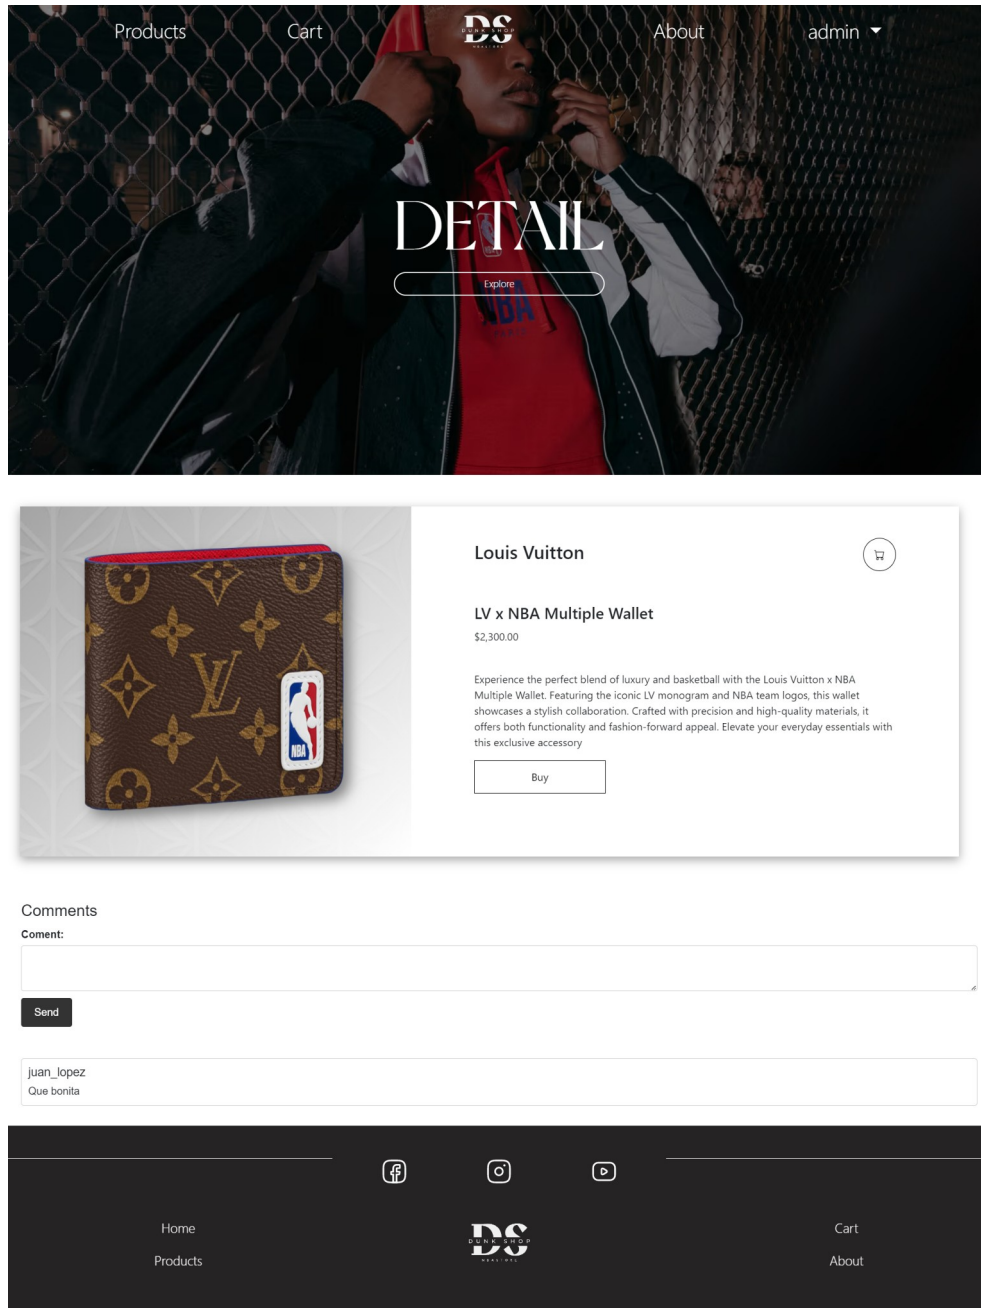 Products
Cart
DS
DUNK SHOP
About
admin
DETAIL
Explore
NBA
Louis Vuitton
LV x NBA Multiple Wallet
$2,300.00
Experience the perfect blend of luxury and basketball with the Louis Vuitton x NBA
Multiple Wallet. Featuring the iconic LV monogram and NBA team logos, this wallet
showcases a stylish collaboration. Crafted with precision and high-quality materials, it
offers both functionality and fashion-forward appeal. Elevate your everyday essentials with
this exclusive accessory
Buy
LV
NBA
Comments
Coment:
Send
juan_lopez
Que bonita
Home
Products
DS
DUNK SHOP
Cart
About